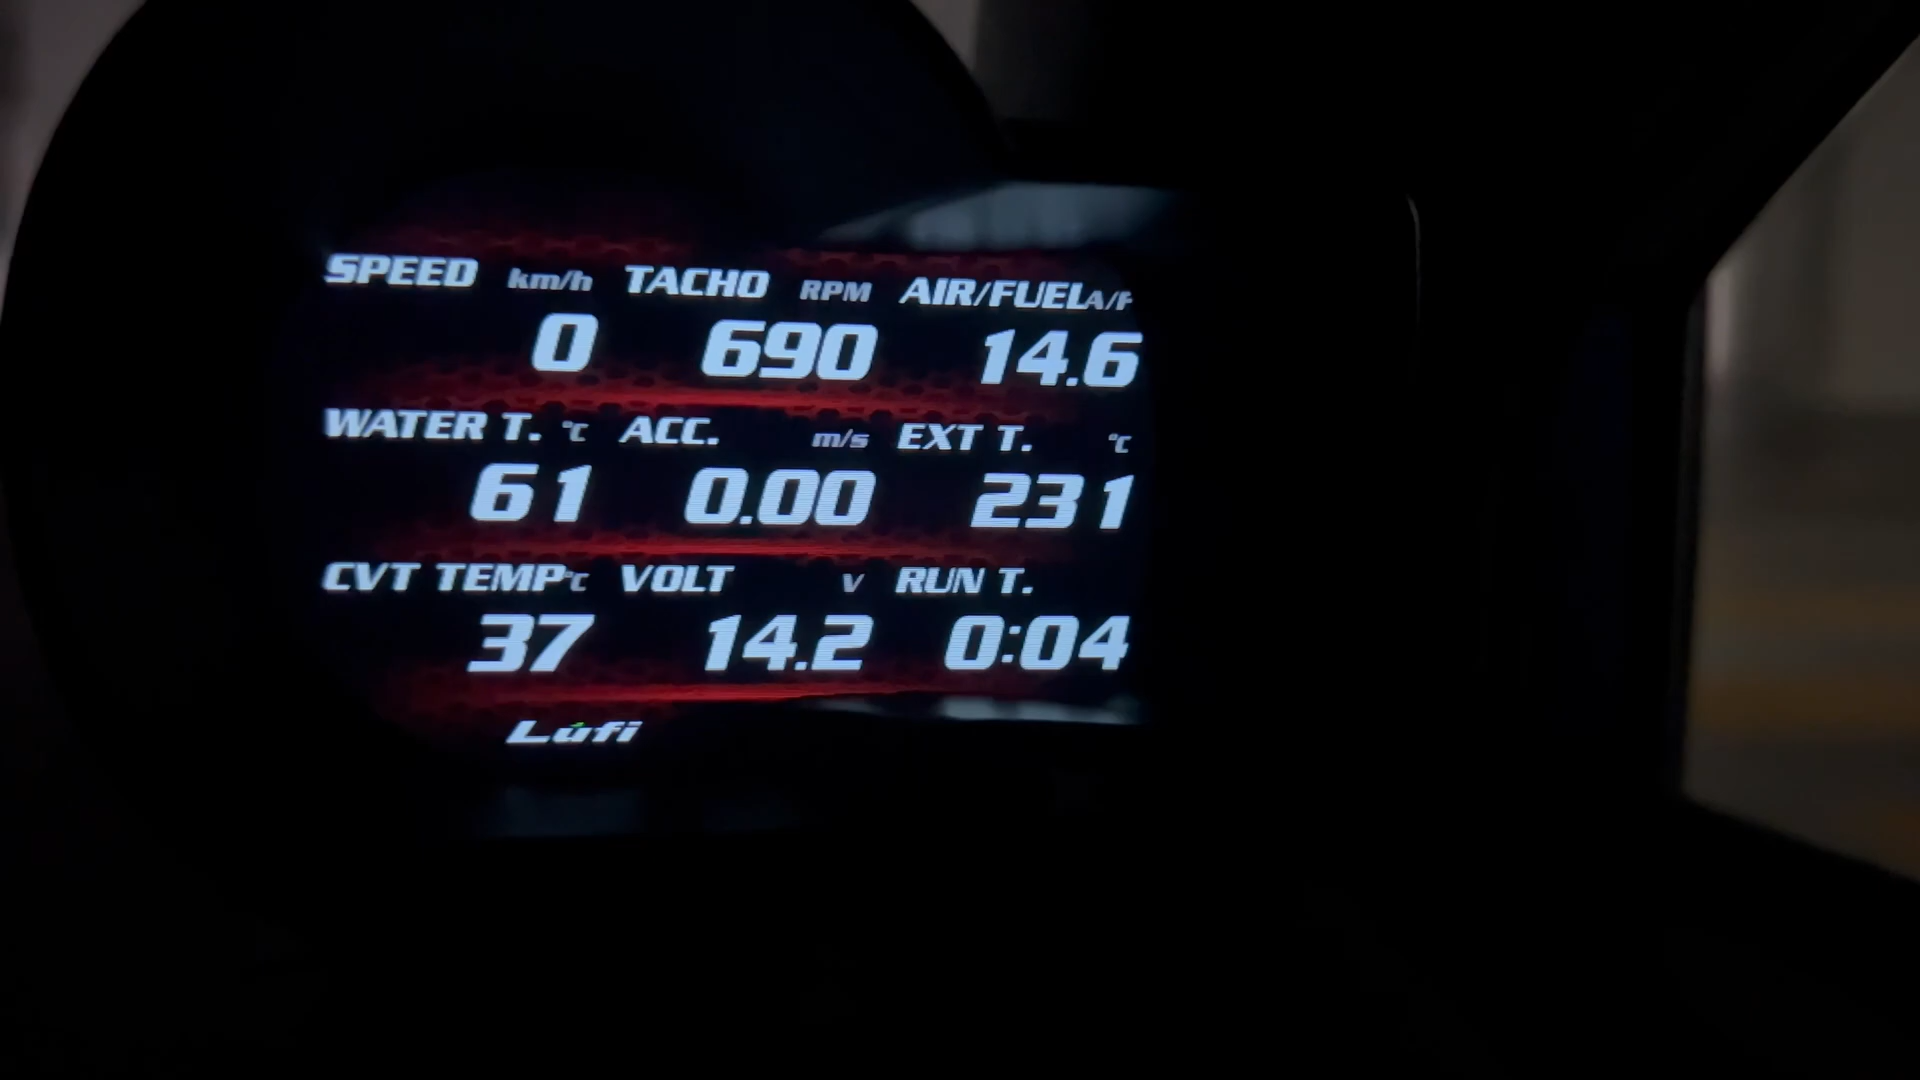 SPEED km/h TACHO RPM AIR/FUEL A/F
0 690 14.6
WATER T. °C ACC. m/s EXT T. °C
61 0.00 231
CVT TEMP °C VOLT V RUN T.
37 14.2 0:04
Lufi